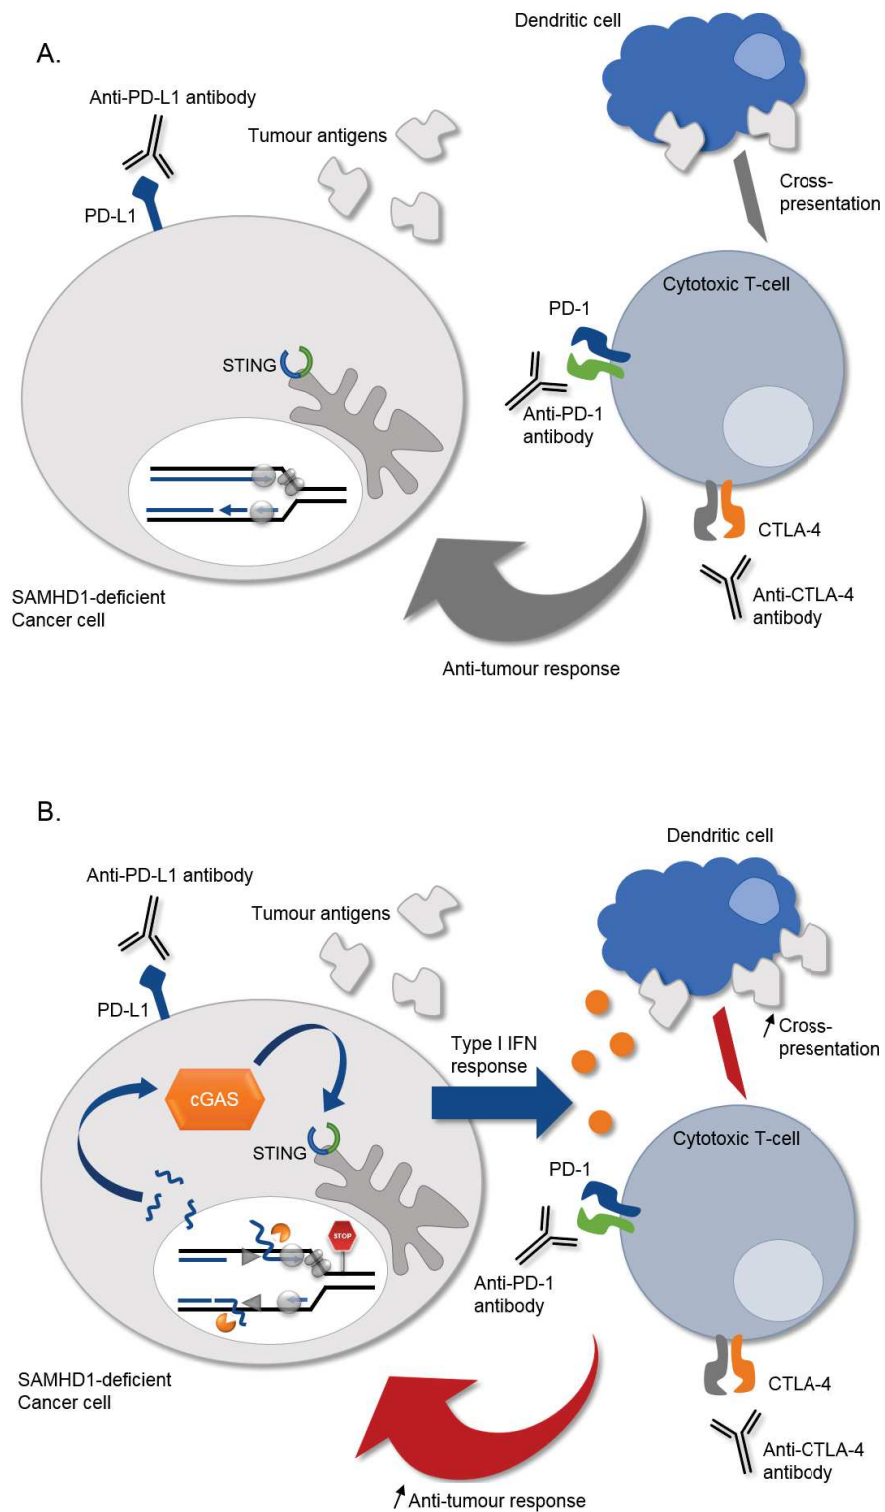 A.
Dendritic cell
Anti-PD-L1 antibody
Tumour antigens
Cross-
presentation
PD-L1
Cytotoxic T-cell
PD-1
STING
Anti-PD-1
antibody
CTLA-4
SAMHD1-deficient
Cancer cell
Anti-CTLA-4
antibody
Anti-tumour response
B.
Dendritic cell
Anti-PD-L1 antibody
Tumour antigens
PD-L1
Type I IFN
response
Cross-
presentation
cGAS
Cytotoxic T-cell
STING
PD-1
STOP
Anti-PD-1
antibody
SAMHD1-deficient
Cancer cell
CTLA-4
Anti-CTLA-4
antibody
Anti-tumour response